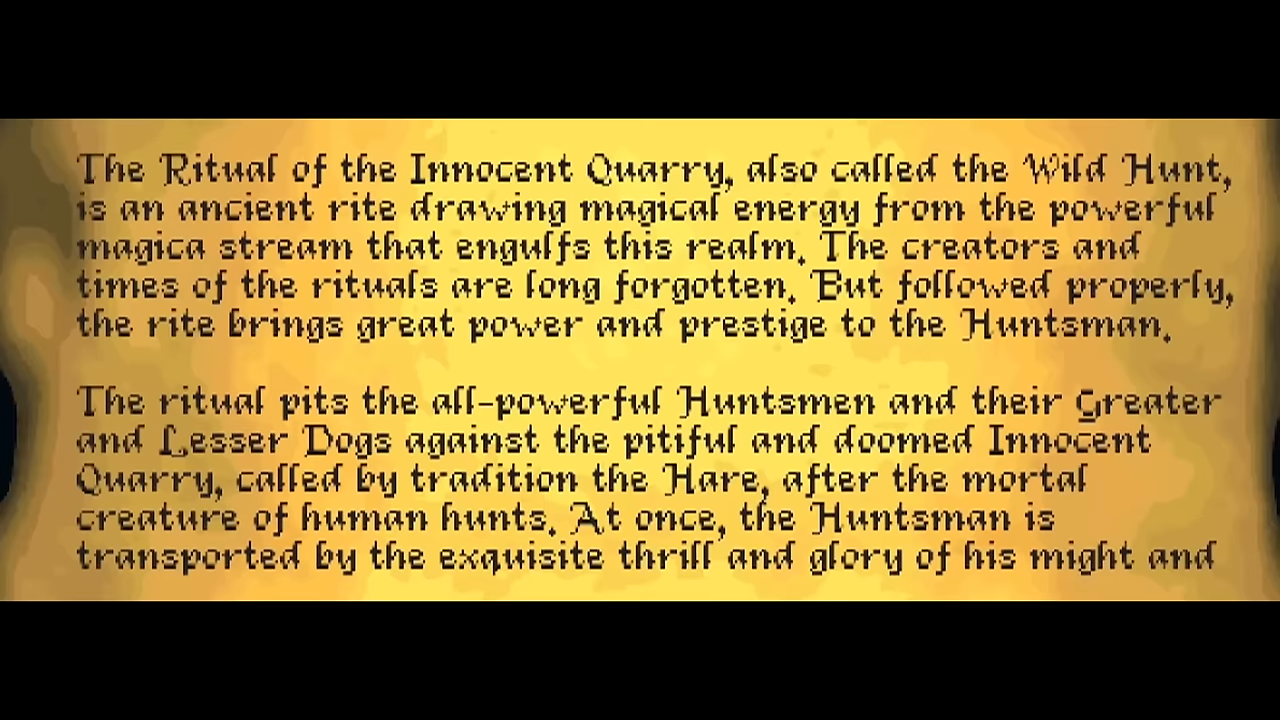 The Ritual of the Innocent Quarry, also called the Wild Hunt,
is an ancient rite drawing magical energy from the powerful
magica stream that engulfs this realm. The creators and
times of the rituals are long forgotten. But followed properly,
the rite brings great power and prestige to the Huntsman.
The ritual pits the all-powerful Huntsmen and their Greater
and Lesser Dogs against the pitiful and doomed Innocent
Quarry, called by tradition the Hare, after the mortal
creature of human hunts. At once, the Huntsman is
transported by the exquisite thrill and glory of his might and